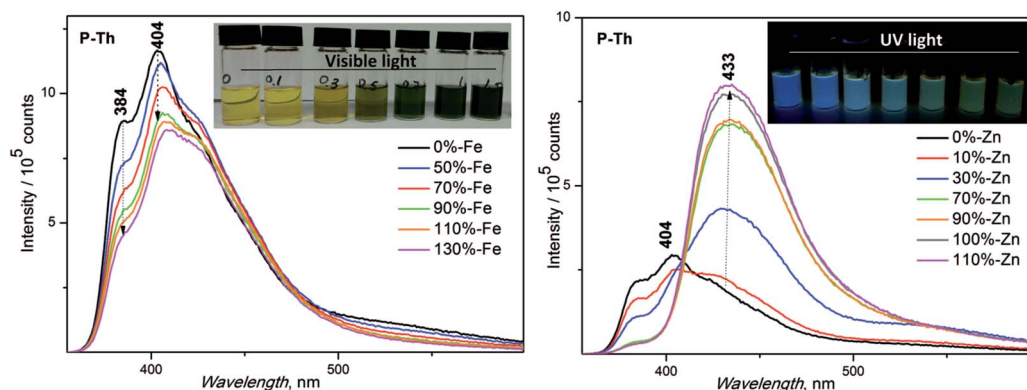 P-Th
384
404
Visible light
0 0.1 0.3 0.5 0.7 1
0%-Fe
50%-Fe
70%-Fe
90%-Fe
110%-Fe
130%-Fe
10
5
Intensity / 10⁵ counts
400
500
Wavelength, nm
P-Th
404
433
UV light
0%-Zn
10%-Zn
30%-Zn
70%-Zn
90%-Zn
100%-Zn
110%-Zn
10
5
0
Intensity / 10⁵ counts
400
500
Wavelength, nm